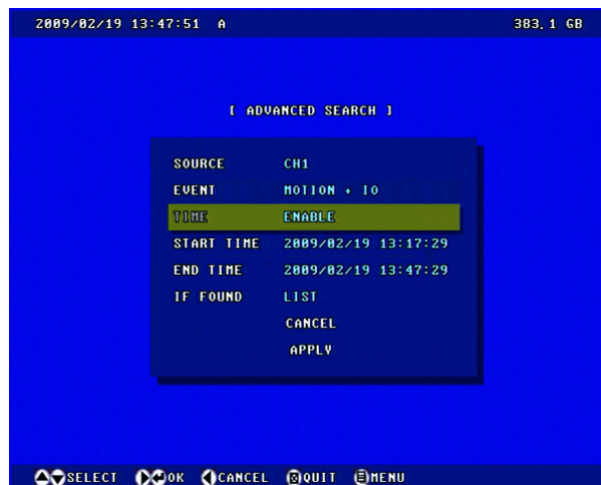 2009/02/19 13:47:51 A 383.1 GB
[ ADVANCED SEARCH ]
SOURCE CH1
EVENT MOTION + IO
TIME ENABLE
START TIME 2009/02/19 13:17:29
END TIME 2009/02/19 13:47:29
IF FOUND LIST
CANCEL
APPLY
SELECT OK CANCEL QUIT MENU